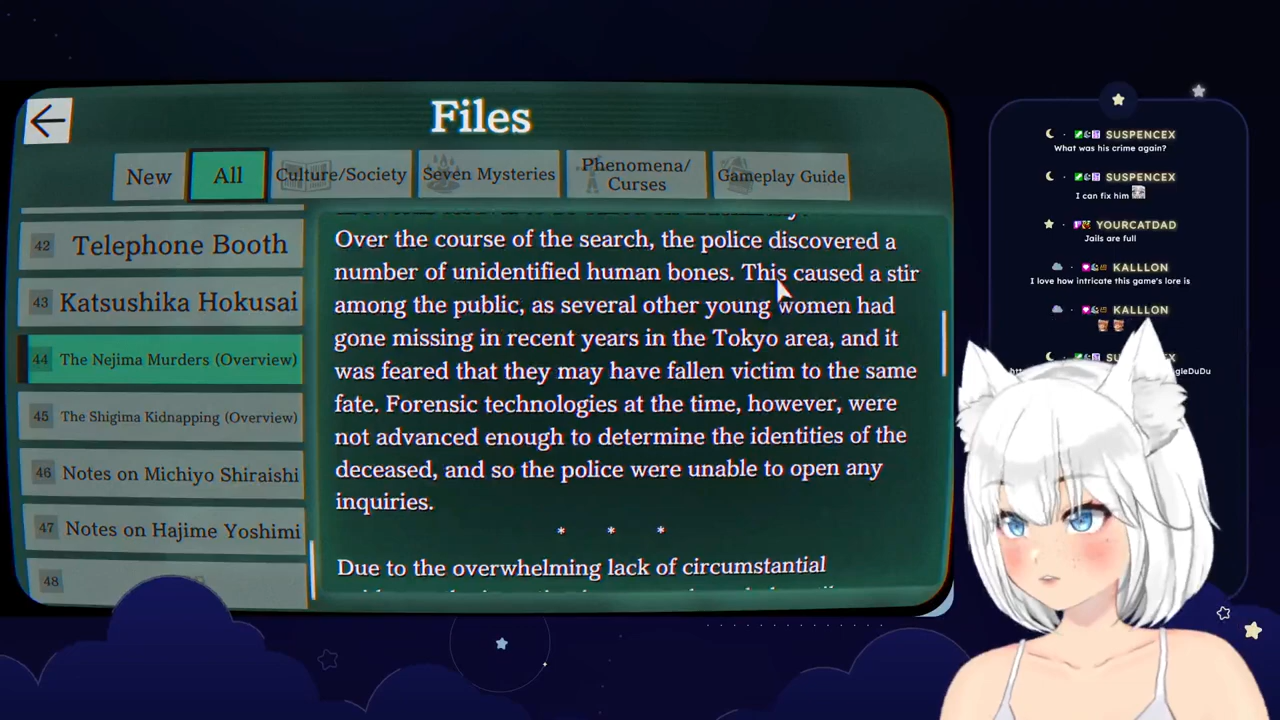 Files
New
All
Culture/Society
Seven Mysteries
Phenomena/
Curses
Gameplay Guide
42 Telephone Booth
43 Katsushika Hokusai
44 The Nejima Murders (Overview)
45 The Shigima Kidnapping (Overview)
46 Notes on Michiyo Shiraishi
47 Notes on Hajime Yoshimi
48
Over the course of the search, the police discovered a
number of unidentified human bones. This caused a stir
among the public, as several other young women had
gone missing in recent years in the Tokyo area, and it
was feared that they may have fallen victim to the same
fate. Forensic technologies at the time, however, were
not advanced enough to determine the identities of the
deceased, and so the police were unable to open any
inquiries.
* * *
Due to the overwhelming lack of circumstantial
SUSPENCEX
What was his crime again?
SUSPENCEX
I can fix him
YOURCATDAD
Jails are full
KALLLON
I love how intricate this game's lore is
KALLLON